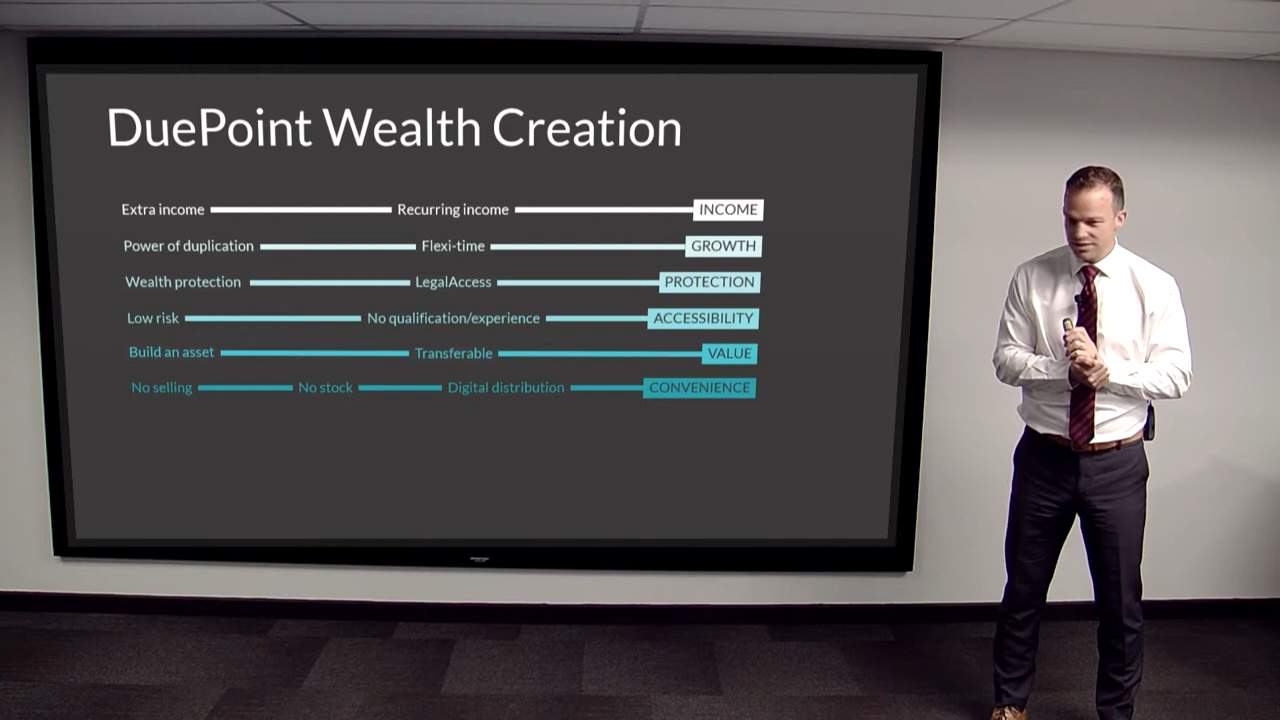 DuePoint Wealth Creation
Extra income Recurring income INCOME
Power of duplication Flexi-time GROWTH
Wealth protection LegalAccess PROTECTION
Low risk No qualification/experience ACCESSIBILITY
Build an asset Transferable VALUE
No selling No stock Digital distribution CONVENIENCE